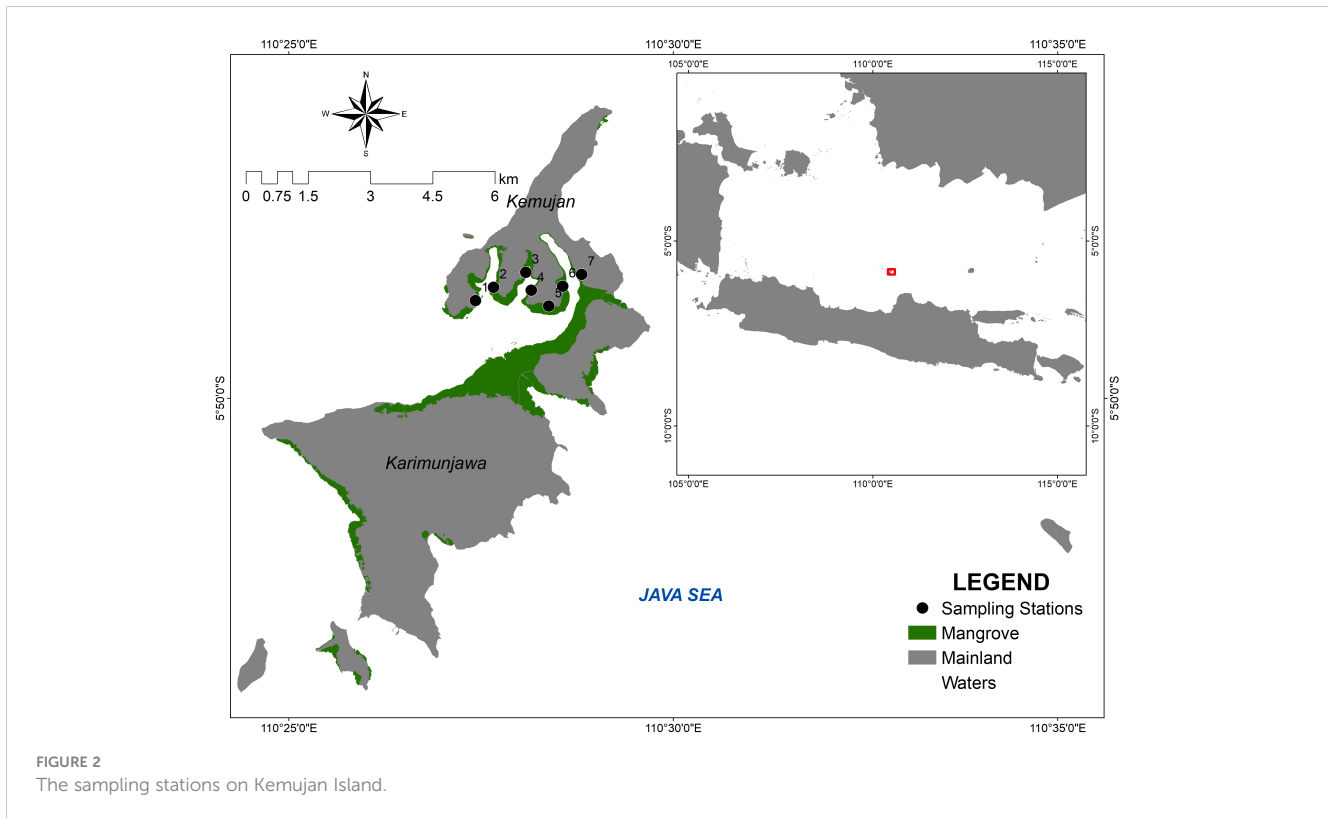 110°25'0"E 110°30'0"E 110°35'0"E
105°0'0"E 110°0'0"E 115°0'0"E
N
W E
S
km
0 0.75 1.5 3 4.5 6
Kemujan
5°0'0"S 5°0'0"S
3
7
2
6
4
1
5
5°50'0"S 5°50'0"S
10°0'0"S 10°0'0"S
Karimunjawa
105°0'0"E 110°0'0"E 115°0'0"E
JAVA SEA
LEGEND
Sampling Stations
Mangrove
Mainland
Waters
110°25'0"E 110°30'0"E 110°35'0"E
FIGURE 2
The sampling stations on Kemujan Island.